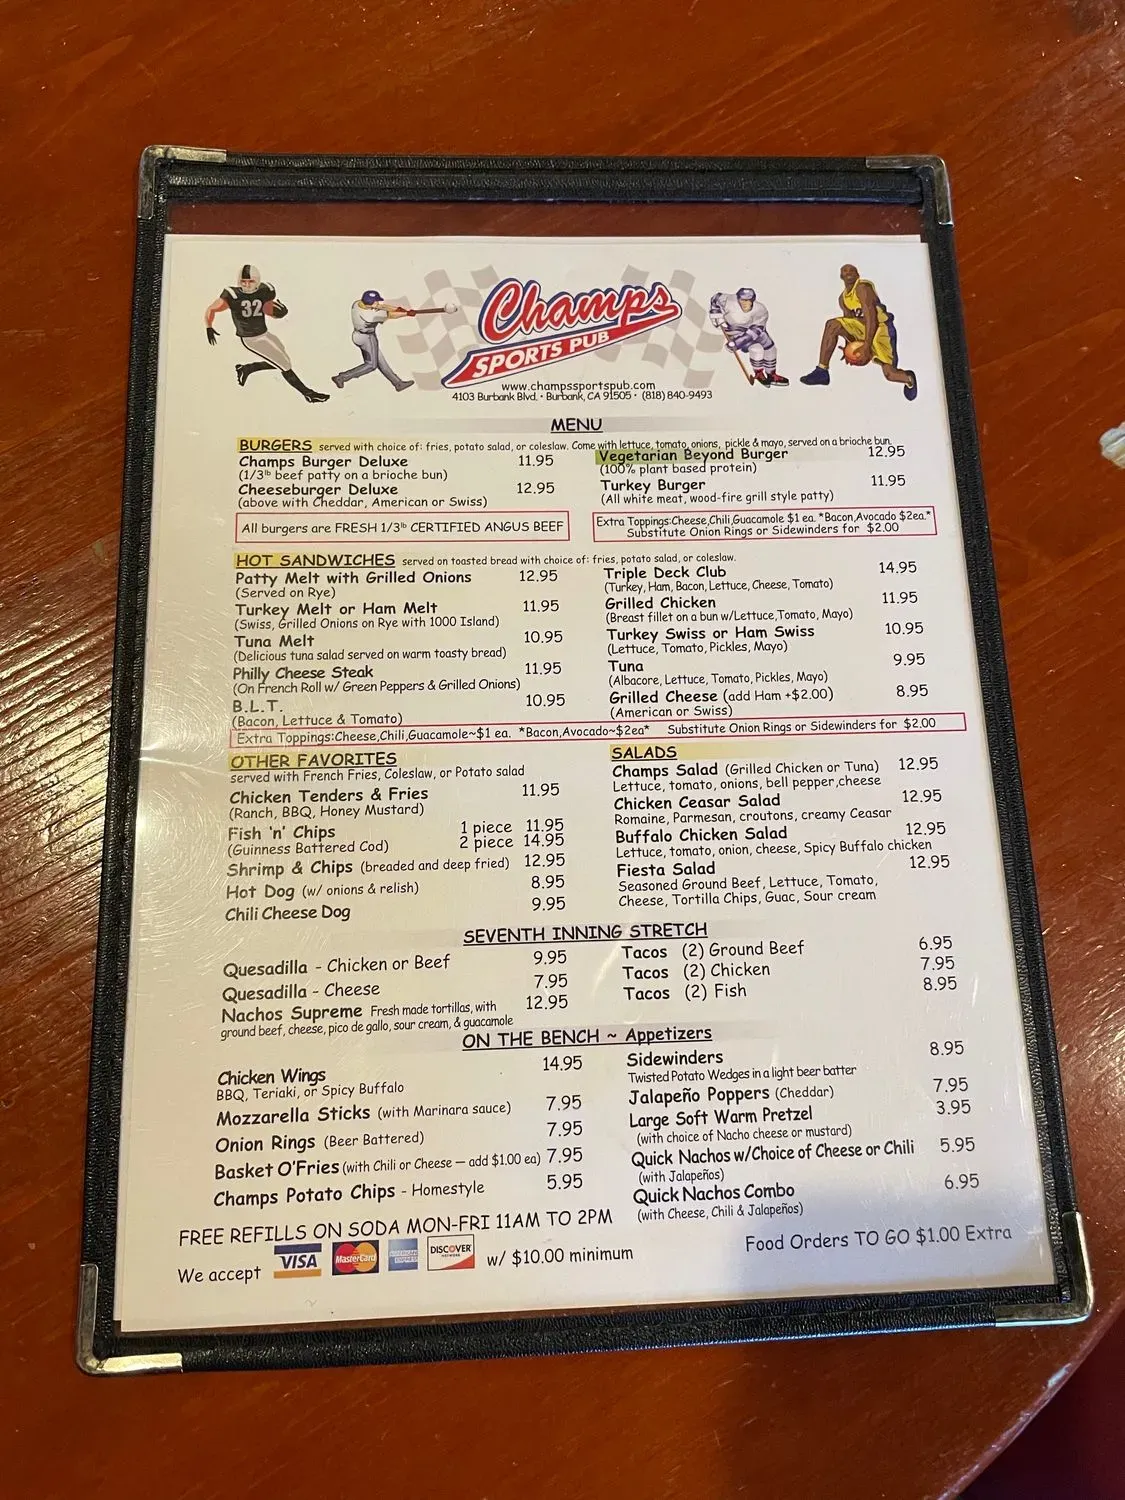 32
Champs
SPORTS PUB
www.champssportspub.com
4103 Burbank Blvd. • Burbank, CA 91505 • (818) 840-9493
MENU
BURGERS served with choice of: fries, potato salad, or coleslaw. Come with lettuce, tomato, onions, pickle & mayo, served on a brioche bun.
Champs Burger Deluxe 11.95
(1/3lb beef patty on a brioche bun)
Cheeseburger Deluxe 12.95
(above with Cheddar, American or Swiss)
All burgers are FRESH 1/3lb CERTIFIED ANGUS BEEF
Vegetarian Beyond Burger 12.95
(100% plant based protein)
Turkey Burger 11.95
(All white meat, wood-fire grill style patty)
Extra Toppings:Cheese,Chili,Guacamole $1 ea. *Bacon,Avocado $2ea.*
Substitute Onion Rings or Sidewinders for $2.00
HOT SANDWICHES served on toasted bread with choice of: fries, potato salad, or coleslaw.
Patty Melt with Grilled Onions 12.95
(Served on Rye)
Turkey Melt or Ham Melt 11.95
(Swiss, Grilled Onions on Rye with 1000 Island)
Tuna Melt 10.95
(Delicious tuna salad served on warm toasty bread)
Philly Cheese Steak 11.95
(On French Roll w/ Green Peppers & Grilled Onions)
B.L.T. 10.95
(Bacon, Lettuce & Tomato)
Triple Deck Club 14.95
(Turkey, Ham, Bacon, Lettuce, Cheese, Tomato)
Grilled Chicken 11.95
(Breast fillet on a bun w/Lettuce,Tomato, Mayo)
Turkey Swiss or Ham Swiss 10.95
(Lettuce, Tomato, Pickles, Mayo)
Tuna 9.95
(Albacore, Lettuce, Tomato, Pickles, Mayo)
Grilled Cheese (add Ham +$2.00) 8.95
(American or Swiss)
Extra Toppings:Cheese,Chili,Guacamole~$1 ea. *Bacon,Avocado~$2ea* Substitute Onion Rings or Sidewinders for $2.00
OTHER FAVORITES
served with French Fries, Coleslaw, or Potato salad
Chicken Tenders & Fries 11.95
(Ranch, BBQ, Honey Mustard)
Fish 'n' Chips 1 piece 11.95
(Guinness Battered Cod) 2 piece 14.95
Shrimp & Chips (breaded and deep fried) 12.95
Hot Dog (w/ onions & relish) 8.95
Chili Cheese Dog 9.95
SALADS
Champs Salad (Grilled Chicken or Tuna) 12.95
Lettuce, tomato, onions, bell pepper,cheese
Chicken Ceasar Salad 12.95
Romaine, Parmesan, croutons, creamy Ceasar
Buffalo Chicken Salad 12.95
Lettuce, tomato, onion, cheese, Spicy Buffalo chicken
Fiesta Salad 12.95
Seasoned Ground Beef, Lettuce, Tomato,
Cheese, Tortilla Chips, Guac, Sour cream
SEVENTH INNING STRETCH
Quesadilla - Chicken or Beef 9.95
Quesadilla - Cheese 7.95
Nachos Supreme Fresh made tortillas, with 12.95
ground beef, cheese, pico de gallo, sour cream, & guacamole
Tacos (2) Ground Beef 6.95
Tacos (2) Chicken 7.95
Tacos (2) Fish 8.95
ON THE BENCH ~ Appetizers
Chicken Wings 14.95
BBQ, Teriaki, or Spicy Buffalo
Mozzarella Sticks (with Marinara sauce) 7.95
Onion Rings (Beer Battered) 7.95
Basket O'Fries (with Chili or Cheese — add $1.00 ea) 7.95
Champs Potato Chips - Homestyle 5.95
Sidewinders 8.95
Twisted Potato Wedges in a light beer batter
Jalapeño Poppers (Cheddar) 7.95
Large Soft Warm Pretzel 3.95
(with choice of Nacho cheese or mustard)
Quick Nachos w/Choice of Cheese or Chili 5.95
(with Jalapeños)
Quick Nachos Combo 6.95
(with Cheese, Chili & Jalapeños)
FREE REFILLS ON SODA MON-FRI 11AM TO 2PM
We accept VISA MasterCard AMERICAN EXPRESS DISCOVER NETWORK w/ $10.00 minimum
Food Orders TO GO $1.00 Extra